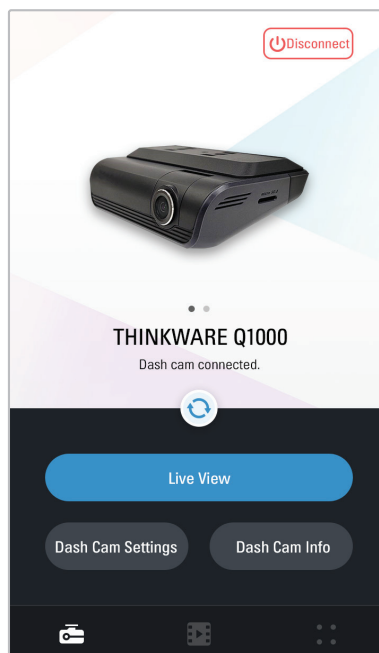 Disconnect
THINKWARE Q1000
Dash cam connected.
Live View
Dash Cam Settings
Dash Cam Info